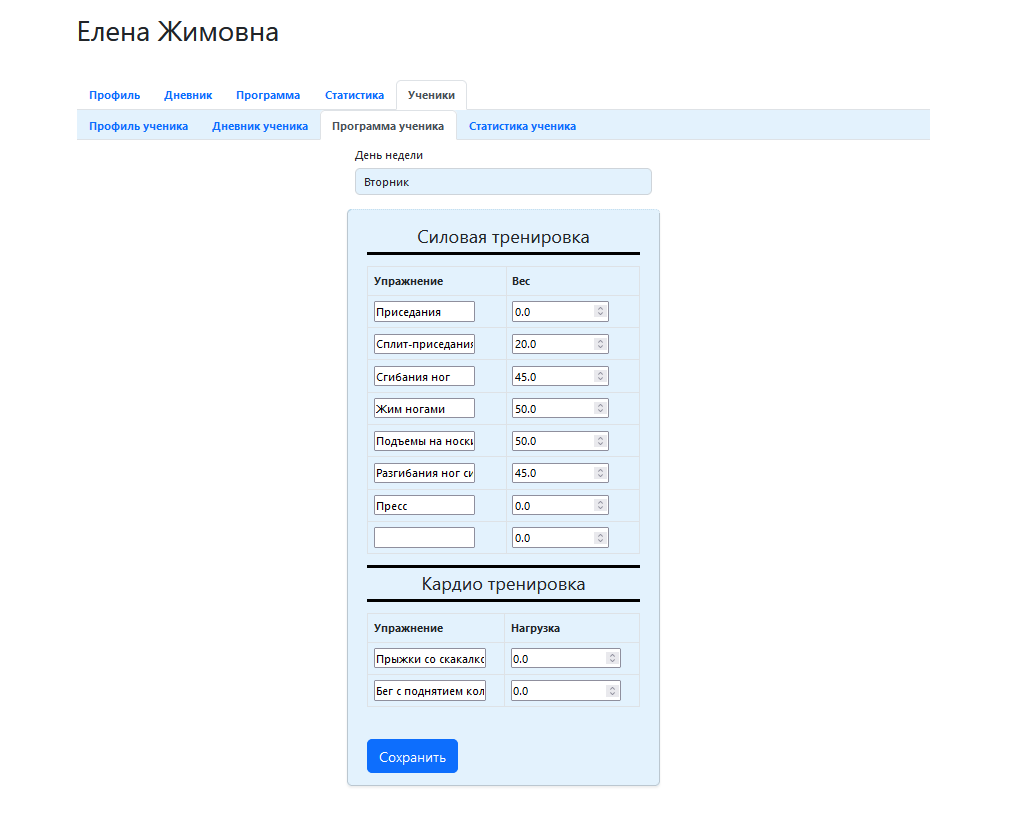 Елена Жимовна
Профиль Дневник Программа Статистика Ученики
Профиль ученика Дневник ученика Программа ученика Статистика ученика
День недели
Вторник
Силовая тренировка
Упражнение Вес
Приседания 0.0
Сплит-приседания 20.0
Сгибания ног 45.0
Жим ногами 50.0
Подъемы на носки 50.0
Разгибания ног си 45.0
Пресс 0.0
0.0
Кардио тренировка
Упражнение Нагрузка
Прыжки со скакалко 0.0
Бег с поднятием кол 0.0
Сохранить